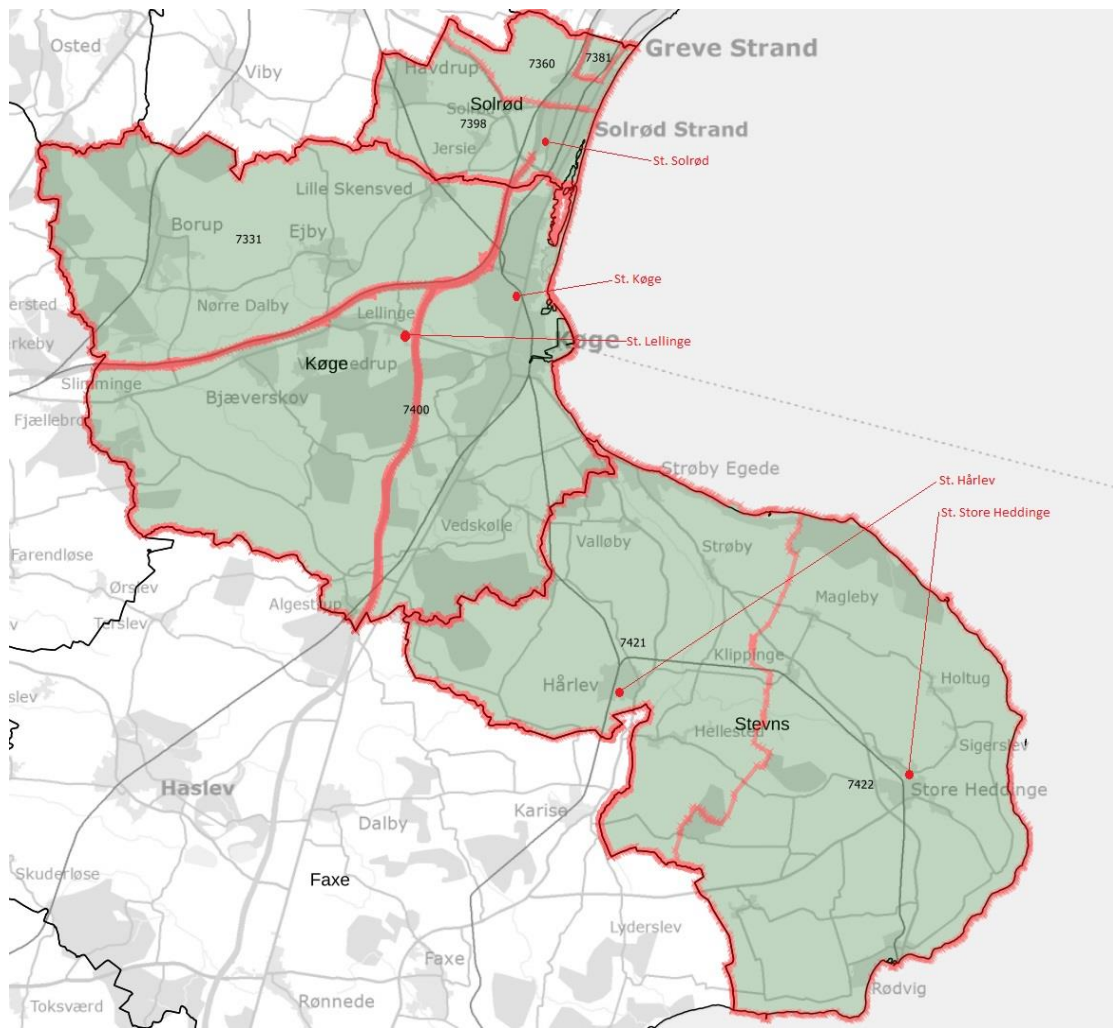 Osted
Viby
Greve Strand
7381
7360
Havdrup
Solrød
7398
Solrød Strand
Jersie
St. Solrød
Lille Skensved
Borup
7331
Ejby
St. Køge
Nørre Dalby
Lellinge
Køge
St. Lellinge
Køge
Slimminge
Bjæverskov
7400
Fjællebro
Strøby Egede
St. Hårlev
St. Store Heddinge
Vedskølle
Valløby
Strøby
Farendløse
Ørslev
Algestrup
Magleby
Terslev
7421
Klippinge
Hårlev
Holtug
Stevns
Hellested
Sigerslev
Haslev
7422
Store Heddinge
Karise
Dalby
Skuderløse
Faxe
Lyderslev
Faxe
Rødvig
Toksværd
Rønnede